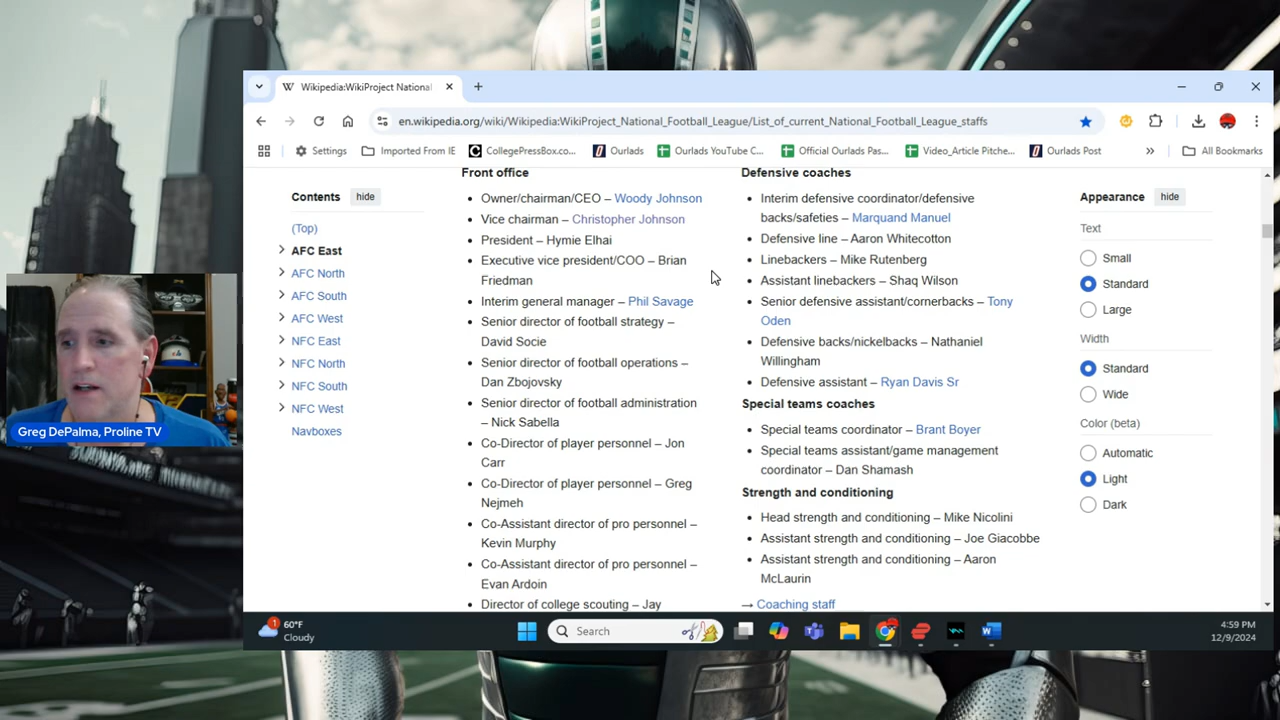 Wikipedia:WikiProject National
en.wikipedia.org/wiki/Wikipedia:WikiProject_National_Football_League/List_of_current_National_Football_League_staffs
Settings
Imported From IE
CollegePressBox.co...
Ourlads
Ourlads YouTube C...
Official Ourlads Pas...
Video_Article Pitche...
Ourlads Post
»
All Bookmarks
Contents
hide
(Top)
AFC East
AFC North
AFC South
AFC West
NFC East
NFC North
NFC South
NFC West
Navboxes
Front office
• Owner/chairman/CEO – Woody Johnson
• Vice chairman – Christopher Johnson
• President – Hymie Elhai
• Executive vice president/COO – Brian
Friedman
• Interim general manager – Phil Savage
• Senior director of football strategy –
David Socie
• Senior director of football operations –
Dan Zbojovsky
• Senior director of football administration
– Nick Sabella
• Co-Director of player personnel – Jon
Carr
• Co-Director of player personnel – Greg
Nejmeh
• Co-Assistant director of pro personnel –
Kevin Murphy
• Co-Assistant director of pro personnel –
Evan Ardoin
• Director of college scouting – Jay
Defensive coaches
• Interim defensive coordinator/defensive
backs/safeties – Marquand Manuel
• Defensive line – Aaron Whitecotton
• Linebackers – Mike Rutenberg
• Assistant linebackers – Shaq Wilson
• Senior defensive assistant/cornerbacks – Tony
Oden
• Defensive backs/nickelbacks – Nathaniel
Willingham
• Defensive assistant – Ryan Davis Sr
Special teams coaches
• Special teams coordinator – Brant Boyer
• Special teams assistant/game management
coordinator – Dan Shamash
Strength and conditioning
• Head strength and conditioning – Mike Nicolini
• Assistant strength and conditioning – Joe Giacobbe
• Assistant strength and conditioning – Aaron
McLaurin
→ Coaching staff
Appearance
hide
Text
Small
Standard
Large
Width
Standard
Wide
Color (beta)
Automatic
Light
Dark
Greg DePalma, Proline TV
1
60°F
Cloudy
Search
4:59 PM
12/9/2024